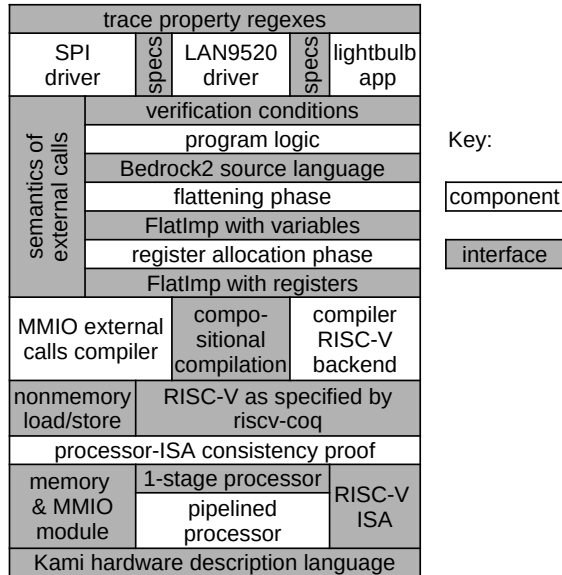 trace property regexes
SPI
driver
specs
LAN9520
driver
specs
lightbulb
app
semantics of
external calls
verification conditions
program logic
Bedrock2 source language
flattening phase
FlatImp with variables
register allocation phase
FlatImp with registers
MMIO external
calls compiler
compo-
sitional
compilation
compiler
RISC-V
backend
nonmemory
load/store
RISC-V as specified by
riscv-coq
processor-ISA consistency proof
memory
& MMIO
module
1-stage processor
pipelined
processor
RISC-V
ISA
Kami hardware description language
Key:
component
interface